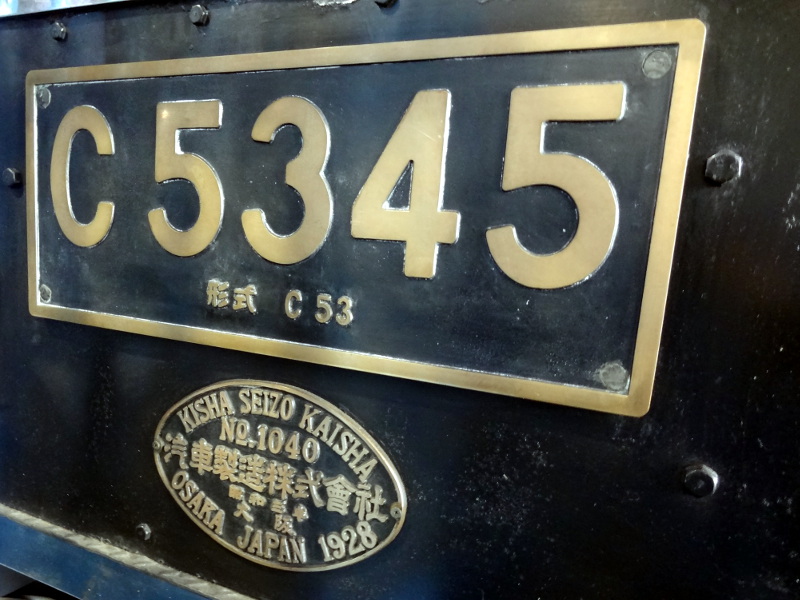 C5345
形式 C53
KISHA SEIZO KAISHA
No.1040
汽車製造株式會社
昭和三年
大阪
OSAKA JAPAN 1928